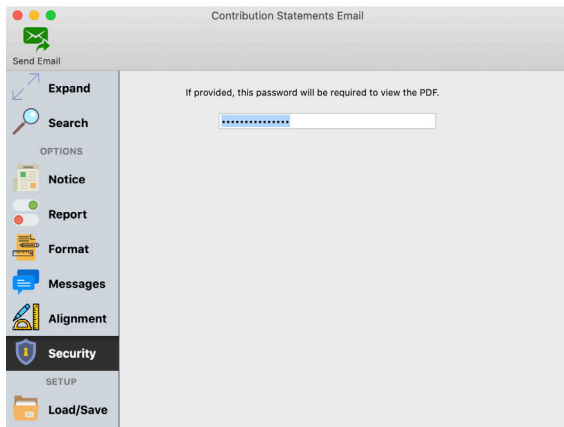 Contribution Statements Email
Send Email
Expand
Search
OPTIONS
Notice
Report
Format
Messages
Alignment
Security
SETUP
Load/Save
If provided, this password will be required to view the PDF.
•••••••••••••••